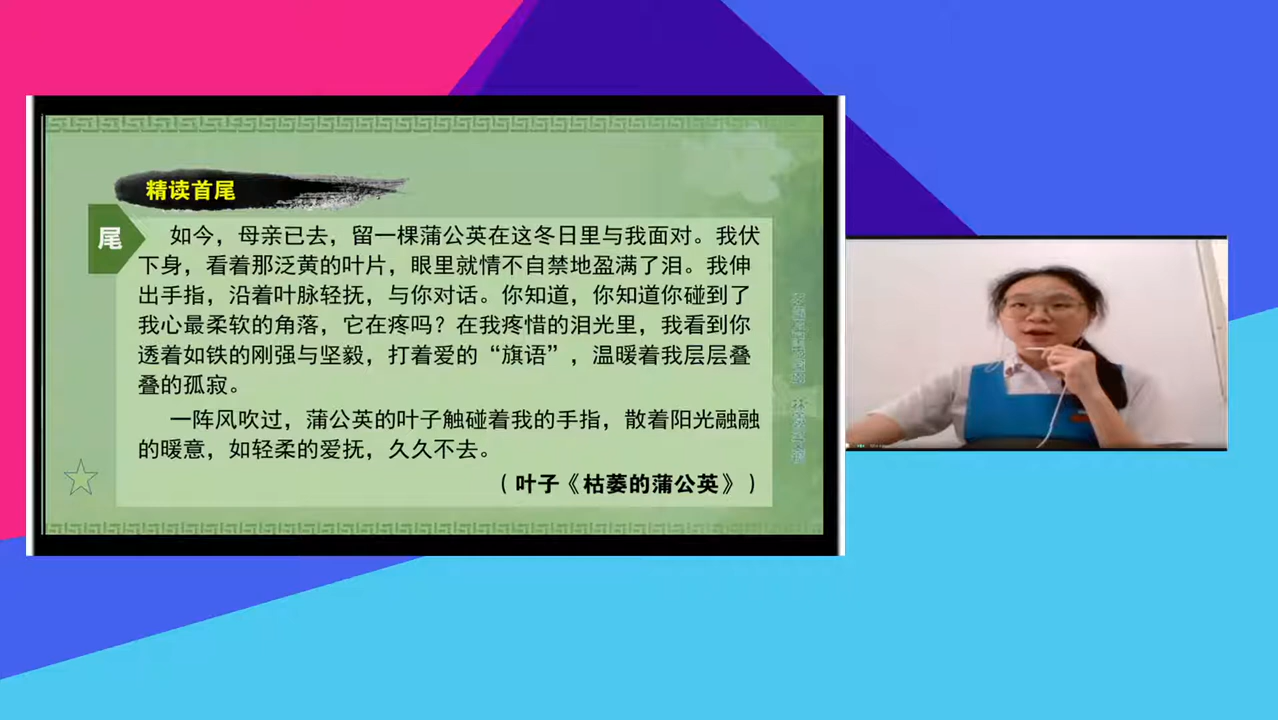 精读首尾
尾
如今，母亲已去，留一棵蒲公英在这冬日里与我面对。我伏
下身，看着那泛黄的叶片，眼里就情不自禁地盈满了泪。我伸
出手指，沿着叶脉轻抚，与你对话。你知道，你知道你碰到了
我心最柔软的角落，它在疼吗？在我疼惜的泪光里，我看到你
透着如铁的刚强与坚毅，打着爱的“旗语”，温暖着我层层叠
叠的孤寂。
一阵风吹过，蒲公英的叶子触碰着我的手指，散着阳光融融
的暖意，如轻柔的爱抚，久久不去。
（叶子《枯萎的蒲公英》）